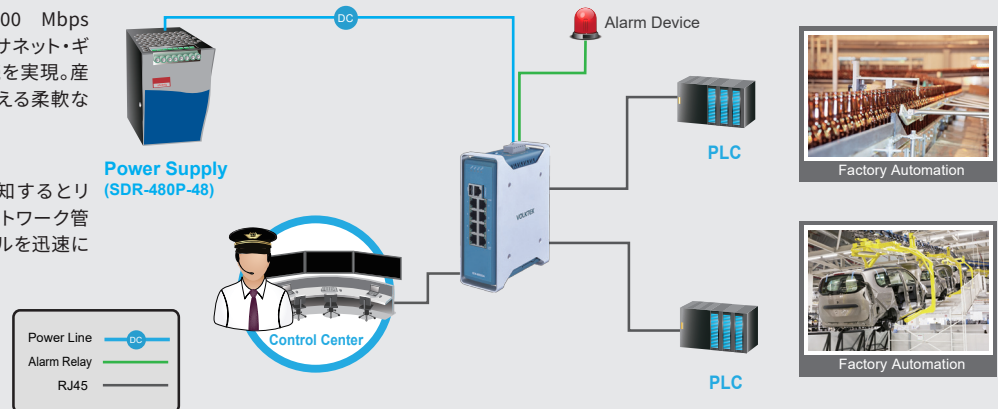 00 Mbps
ナネット・ギ
を実現。産
える柔軟な
知するとリ
トワーク管
ルを迅速に
DC
Alarm Device
Power Supply
(SDR-480P-48)
VOLKTEK
PLC
Factory Automation
Control Center
PLC
Factory Automation
Power Line
DC
Alarm Relay
RJ45